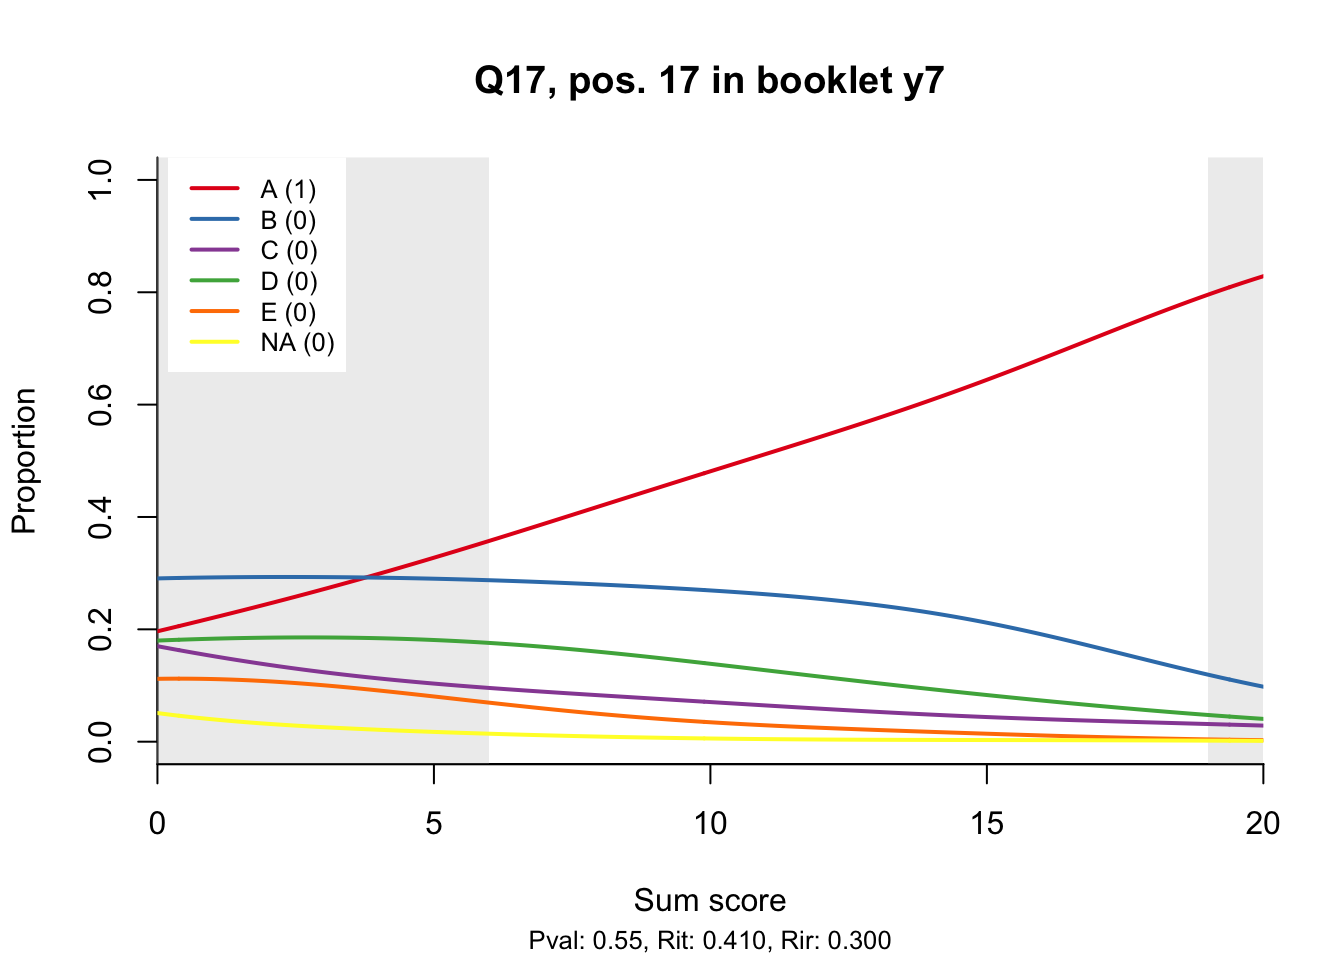 Q17, pos. 17 in booklet y7
A (1)
B (0)
C (0)
D (0)
E (0)
NA (0)
Proportion
1.0
0.8
0.6
0.4
0.2
0.0
0 5 10 15 20
Sum score
Pval: 0.55, Rit: 0.410, Rir: 0.300